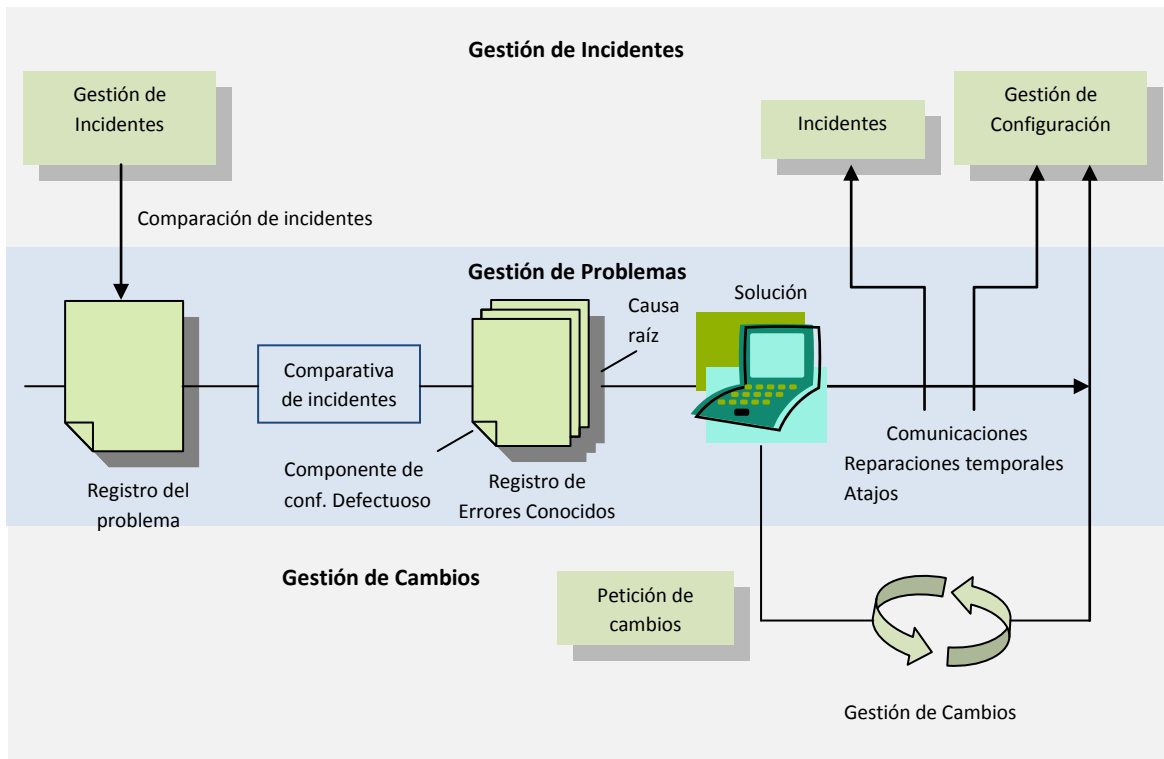 Gestión de Incidentes
Gestión de
Incidentes
Incidentes
Gestión de
Configuración
Comparación de incidentes
Gestión de Problemas
Solución
Causa
raíz
Comparativa
de incidentes
Componente de
conf. Defectuoso
Registro del
problema
Registro de
Errores Conocidos
Comunicaciones
Reparaciones temporales
Atajos
Gestión de Cambios
Petición de
cambios
Gestión de Cambios